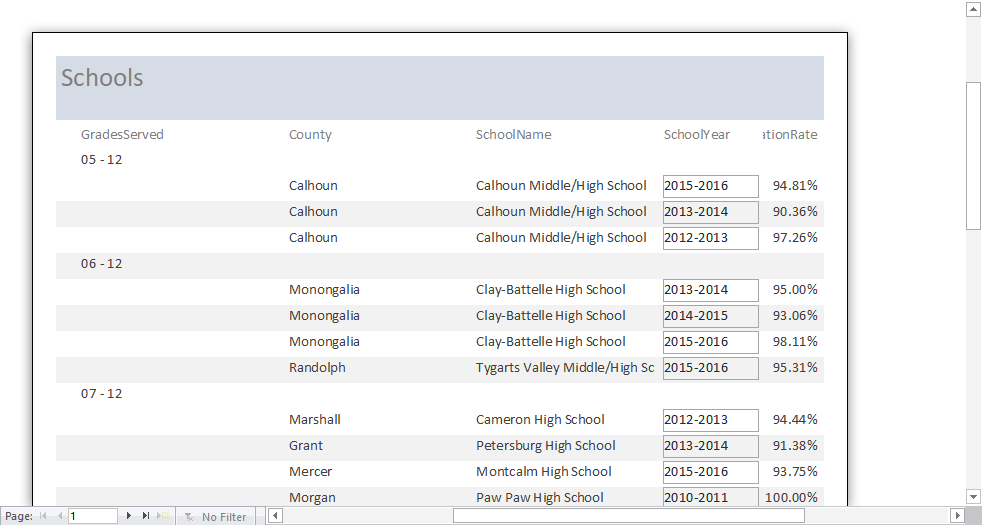 Schools
GradesServed County SchoolName SchoolYear ationRate
05 - 12
Calhoun Calhoun Middle/High School 2015-2016 94.81%
Calhoun Calhoun Middle/High School 2013-2014 90.36%
Calhoun Calhoun Middle/High School 2012-2013 97.26%
06 - 12
Monongalia Clay-Battelle High School 2013-2014 95.00%
Monongalia Clay-Battelle High School 2014-2015 93.06%
Monongalia Clay-Battelle High School 2015-2016 98.11%
Randolph Tygarts Valley Middle/High Sc 2015-2016 95.31%
07 - 12
Marshall Cameron High School 2012-2013 94.44%
Grant Petersburg High School 2013-2014 91.38%
Mercer Montcalm High School 2015-2016 93.75%
Morgan Paw Paw High School 2010-2011 100.00%
Page: 1 No Filter